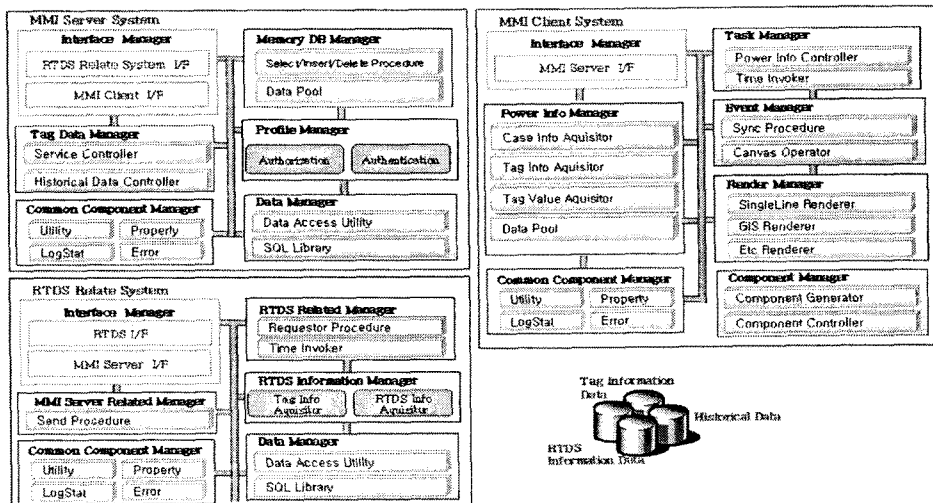 MMI Server System
Interface Manager
RTDS Relate System I/F
MMI Client I/F
Tag Data Manager
Service Controller
Historical Data Controller
Common Component Manager
Utility
Property
LogStat
Error
Memory DB Manager
Select/Insert/Delete Procedure
Data Pool
Profile Manager
Authorization
Authentication
Data Manager
Data Access Utility
SQL Library
MMI Client System
Interface Manager
MMI Server I/F
Power Info Manager
Case Info Aquisitor
Tag Info Aquisitor
Tag Value Aquisitor
Data Pool
Common Component Manager
Utility
Property
LogStat
Error
Task Manager
Power Info Controller
Time Invoker
Event Manager
Sync Procedure
Canvas Operator
Render Manager
SingleLine Renderer
GIS Renderer
Etc Renderer
Component Manager
Component Generator
Component Controller
RTDS Relate System
Interface Manager
RTDS I/F
MMI Server I/F
MMI Server Related Manager
Send Procedure
Common Component Manager
Utility
Property
LogStat
Error
RTDS Related Manager
Requestor Procedure
Time Invoker
RTDS Information Manager
Tag Info
Aquisitor
RTDS Info
Aquisitor
Data Manager
Data Access Utility
SQL Library
Tag Information
Data
Historical Data
RTDS
Information Data